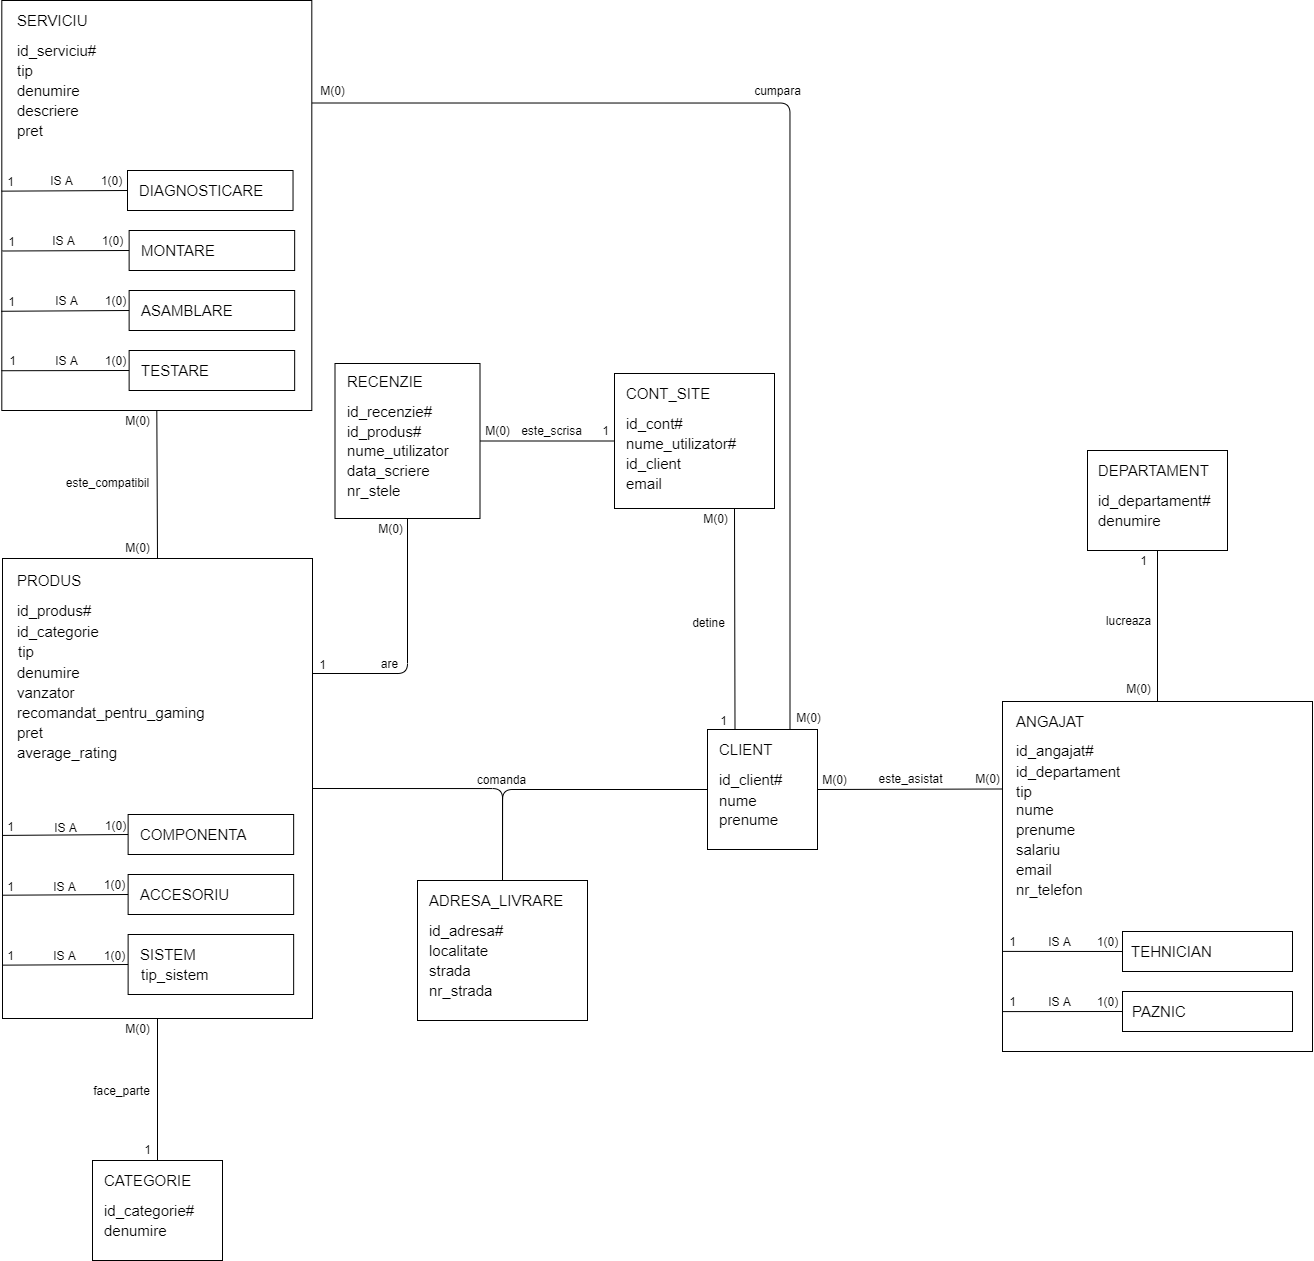 SERVICIU
id_serviciu#
tip
denumire
descriere
pret
1 IS A 1(0) DIAGNOSTICARE
1 IS A 1(0) MONTARE
1 IS A 1(0) ASAMBLARE
1 IS A 1(0) TESTARE
M(0) cumpara
M(0)
M(0)
este_compatibil
M(0)
RECENZIE
id_recenzie#
id_produs#
nume_utilizator
data_scriere
nr_stele
M(0) este_scrisa 1
CONT_SITE
id_cont#
nume_utilizator#
id_client
email
M(0)
detine
1
M(0)
1 are
DEPARTAMENT
id_departament#
denumire
1
lucreaza
M(0)
PRODUS
id_produs#
id_categorie
tip
denumire
vanzator
recomandat_pentru_gaming
pret
average_rating
1 IS A 1(0) COMPONENTA
1 IS A 1(0) ACCESORIU
1 IS A 1(0) SISTEM
tip_sistem
comanda
CLIENT
id_client#
nume
prenume
M(0) este_asistat M(0)
ANGAJAT
id_angajat#
id_departament
tip
nume
prenume
salariu
email
nr_telefon
1 IS A 1(0) TEHNICIAN
1 IS A 1(0) PAZNIC
ADRESA_LIVRARE
id_adresa#
localitate
strada
nr_strada
M(0)
face_parte
1
CATEGORIE
id_categorie#
denumire